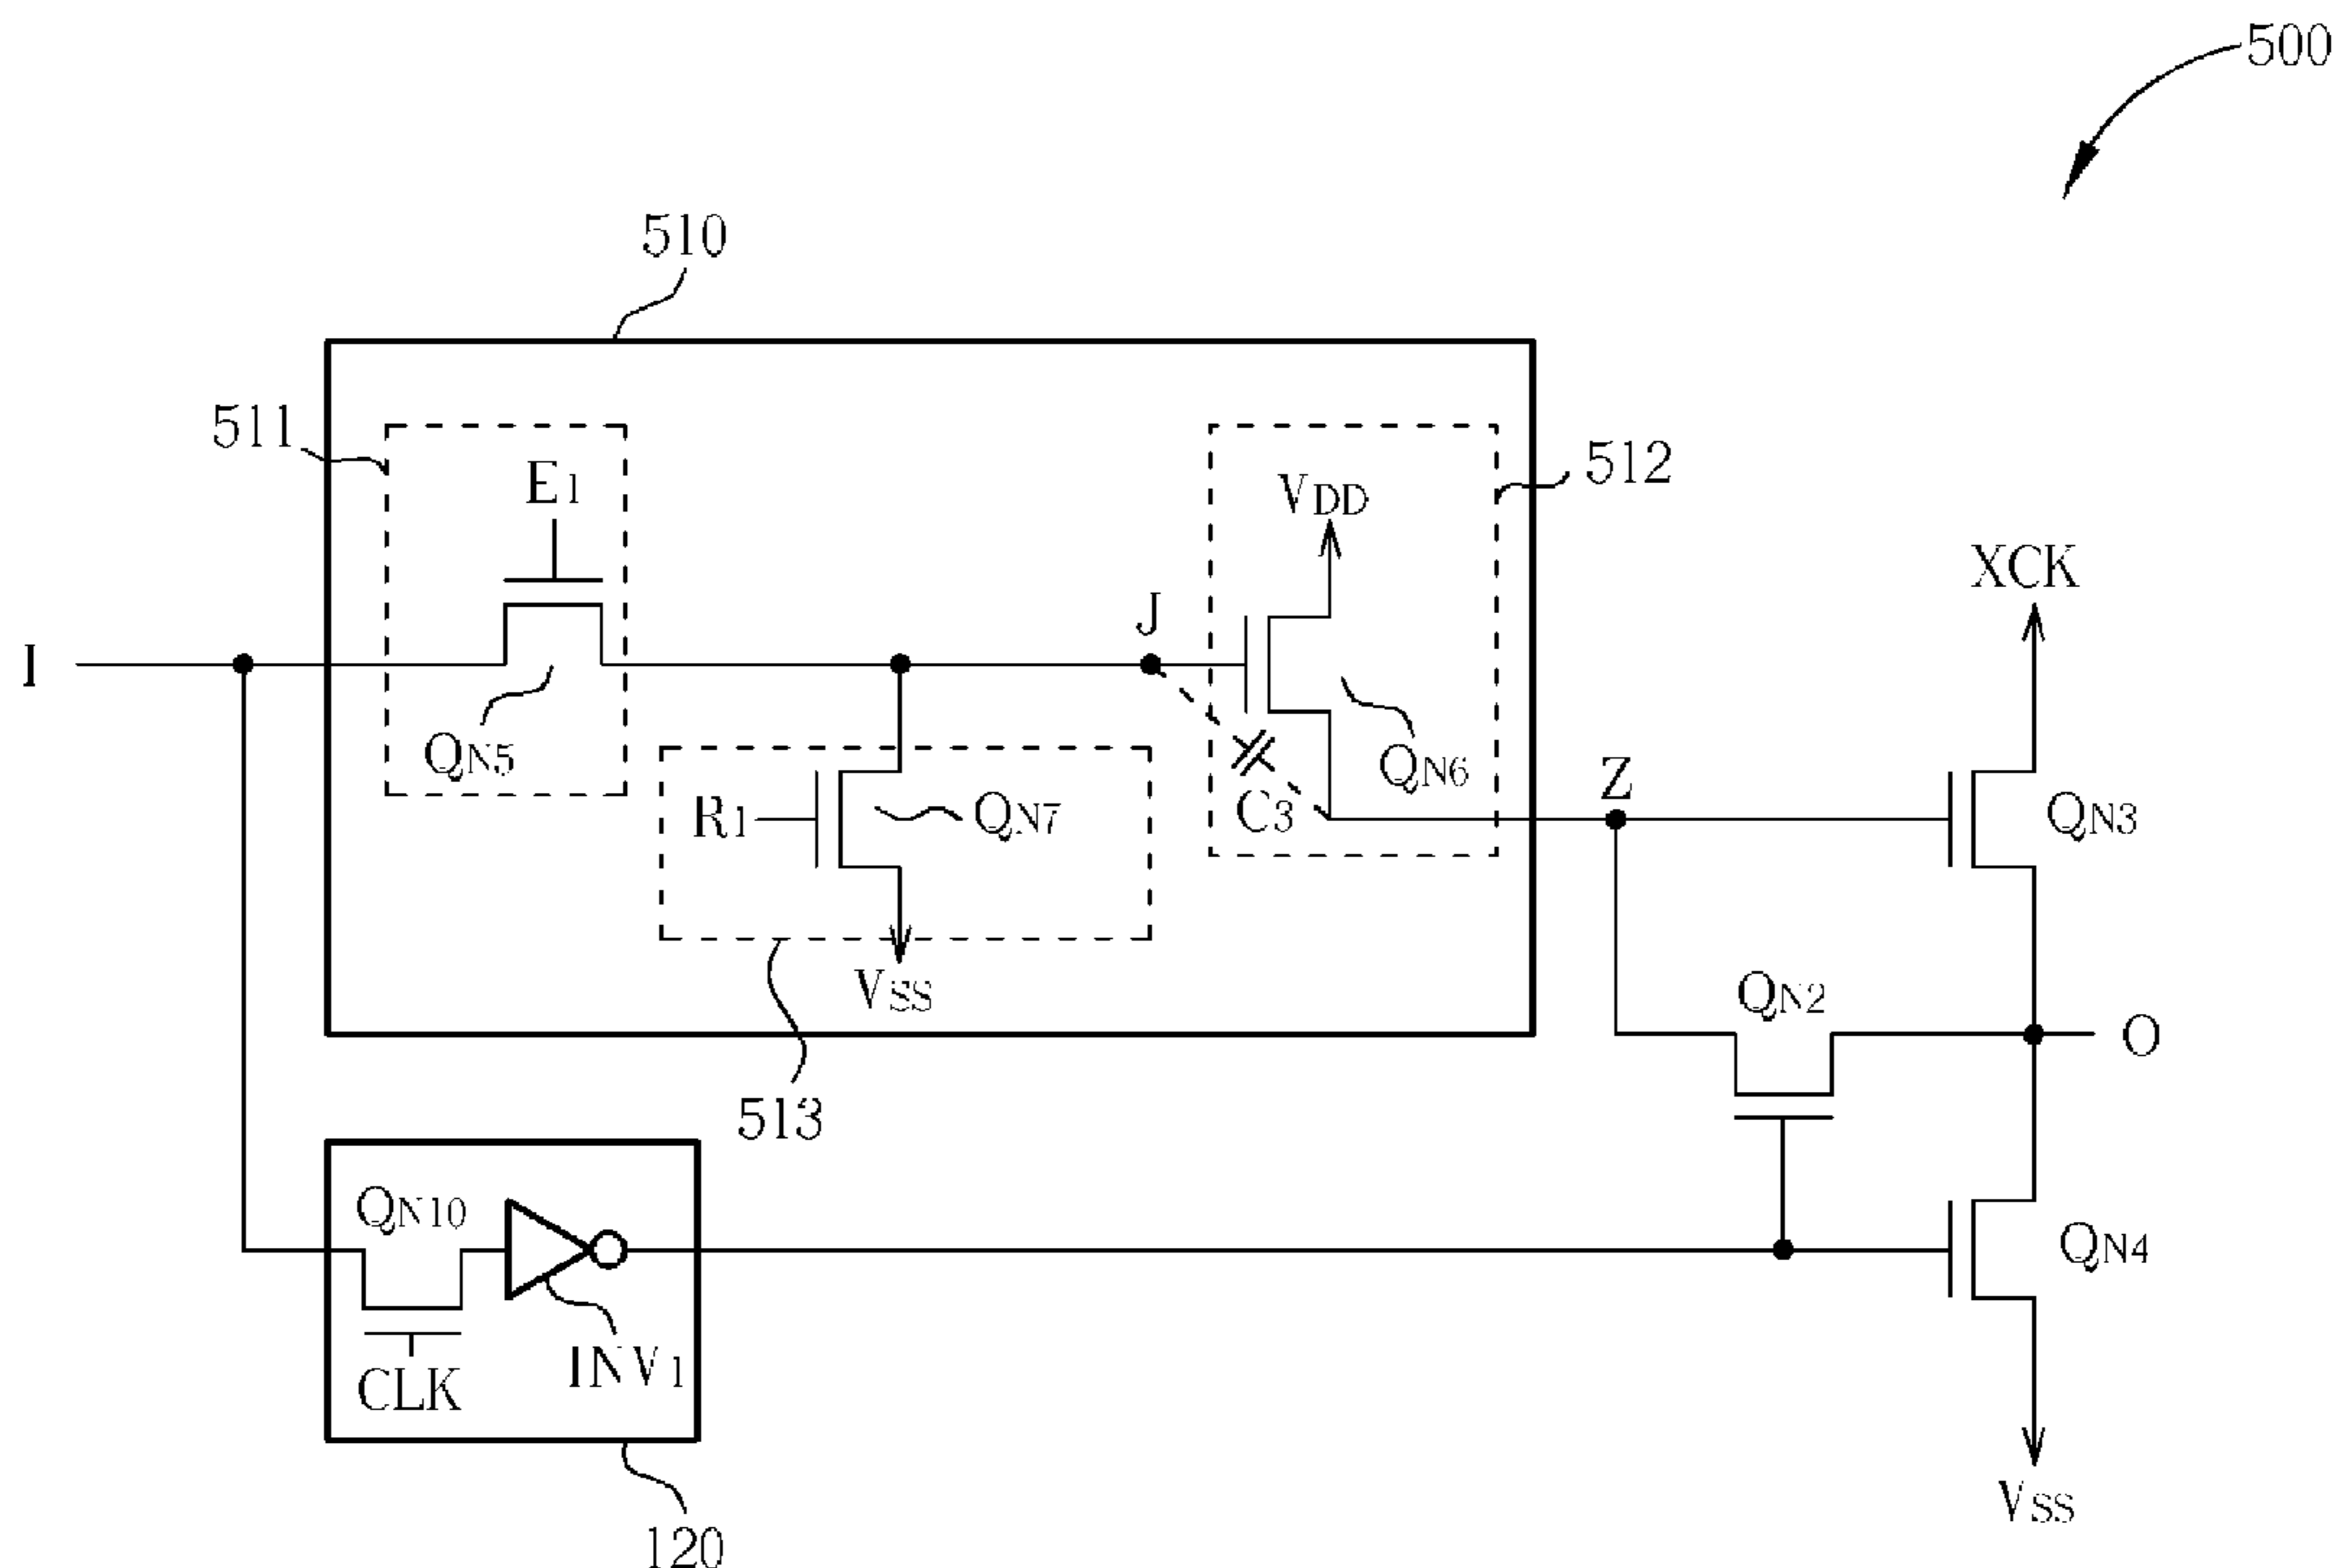 500
510
511
E1
VDD
512
XCK
I
J
QN5
QN6
R1
QN7
C3
Z
QN3
VSS
QN2
O
513
QN10
QN4
INV1
CLK
VSS
120